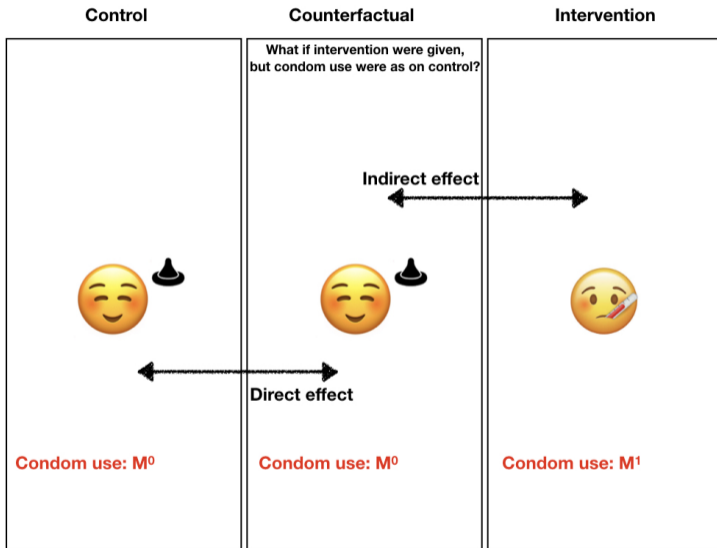 Control
Counterfactual
Intervention
What if intervention were given,
but condom use were as on control?
Indirect effect
Direct effect
Condom use: M⁰
Condom use: M⁰
Condom use: M¹